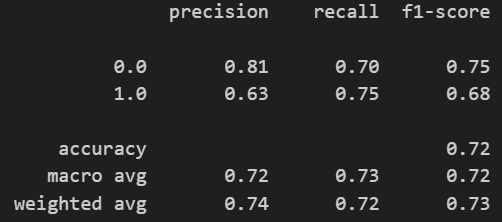 precision recall f1-score
0.0 0.81 0.70 0.75
1.0 0.63 0.75 0.68
accuracy 0.72
macro avg 0.72 0.73 0.72
weighted avg 0.74 0.72 0.73